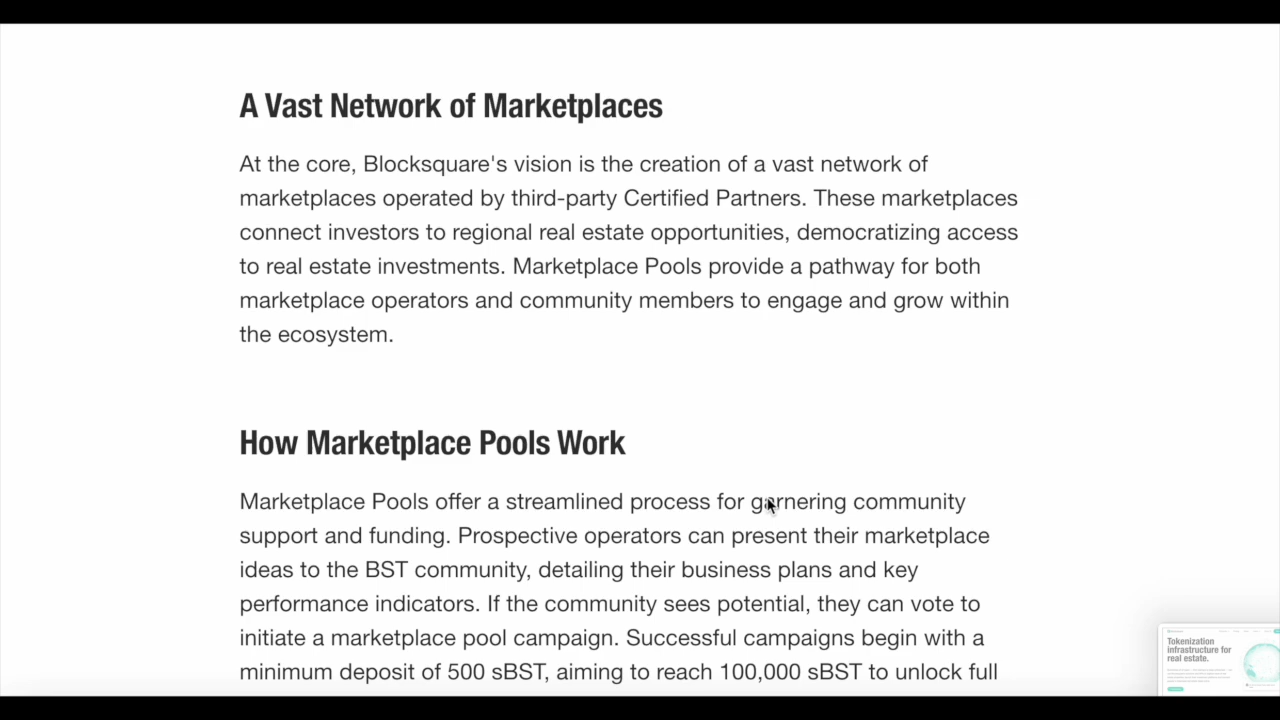 A Vast Network of Marketplaces
At the core, Blocksquare's vision is the creation of a vast network of
marketplaces operated by third-party Certified Partners. These marketplaces
connect investors to regional real estate opportunities, democratizing access
to real estate investments. Marketplace Pools provide a pathway for both
marketplace operators and community members to engage and grow within
the ecosystem.
How Marketplace Pools Work
Marketplace Pools offer a streamlined process for garnering community
support and funding. Prospective operators can present their marketplace
ideas to the BST community, detailing their business plans and key
performance indicators. If the community sees potential, they can vote to
initiate a marketplace pool campaign. Successful campaigns begin with a
minimum deposit of 500 sBST, aiming to reach 100,000 sBST to unlock full
Tokenization
infrastructure for
real estate.